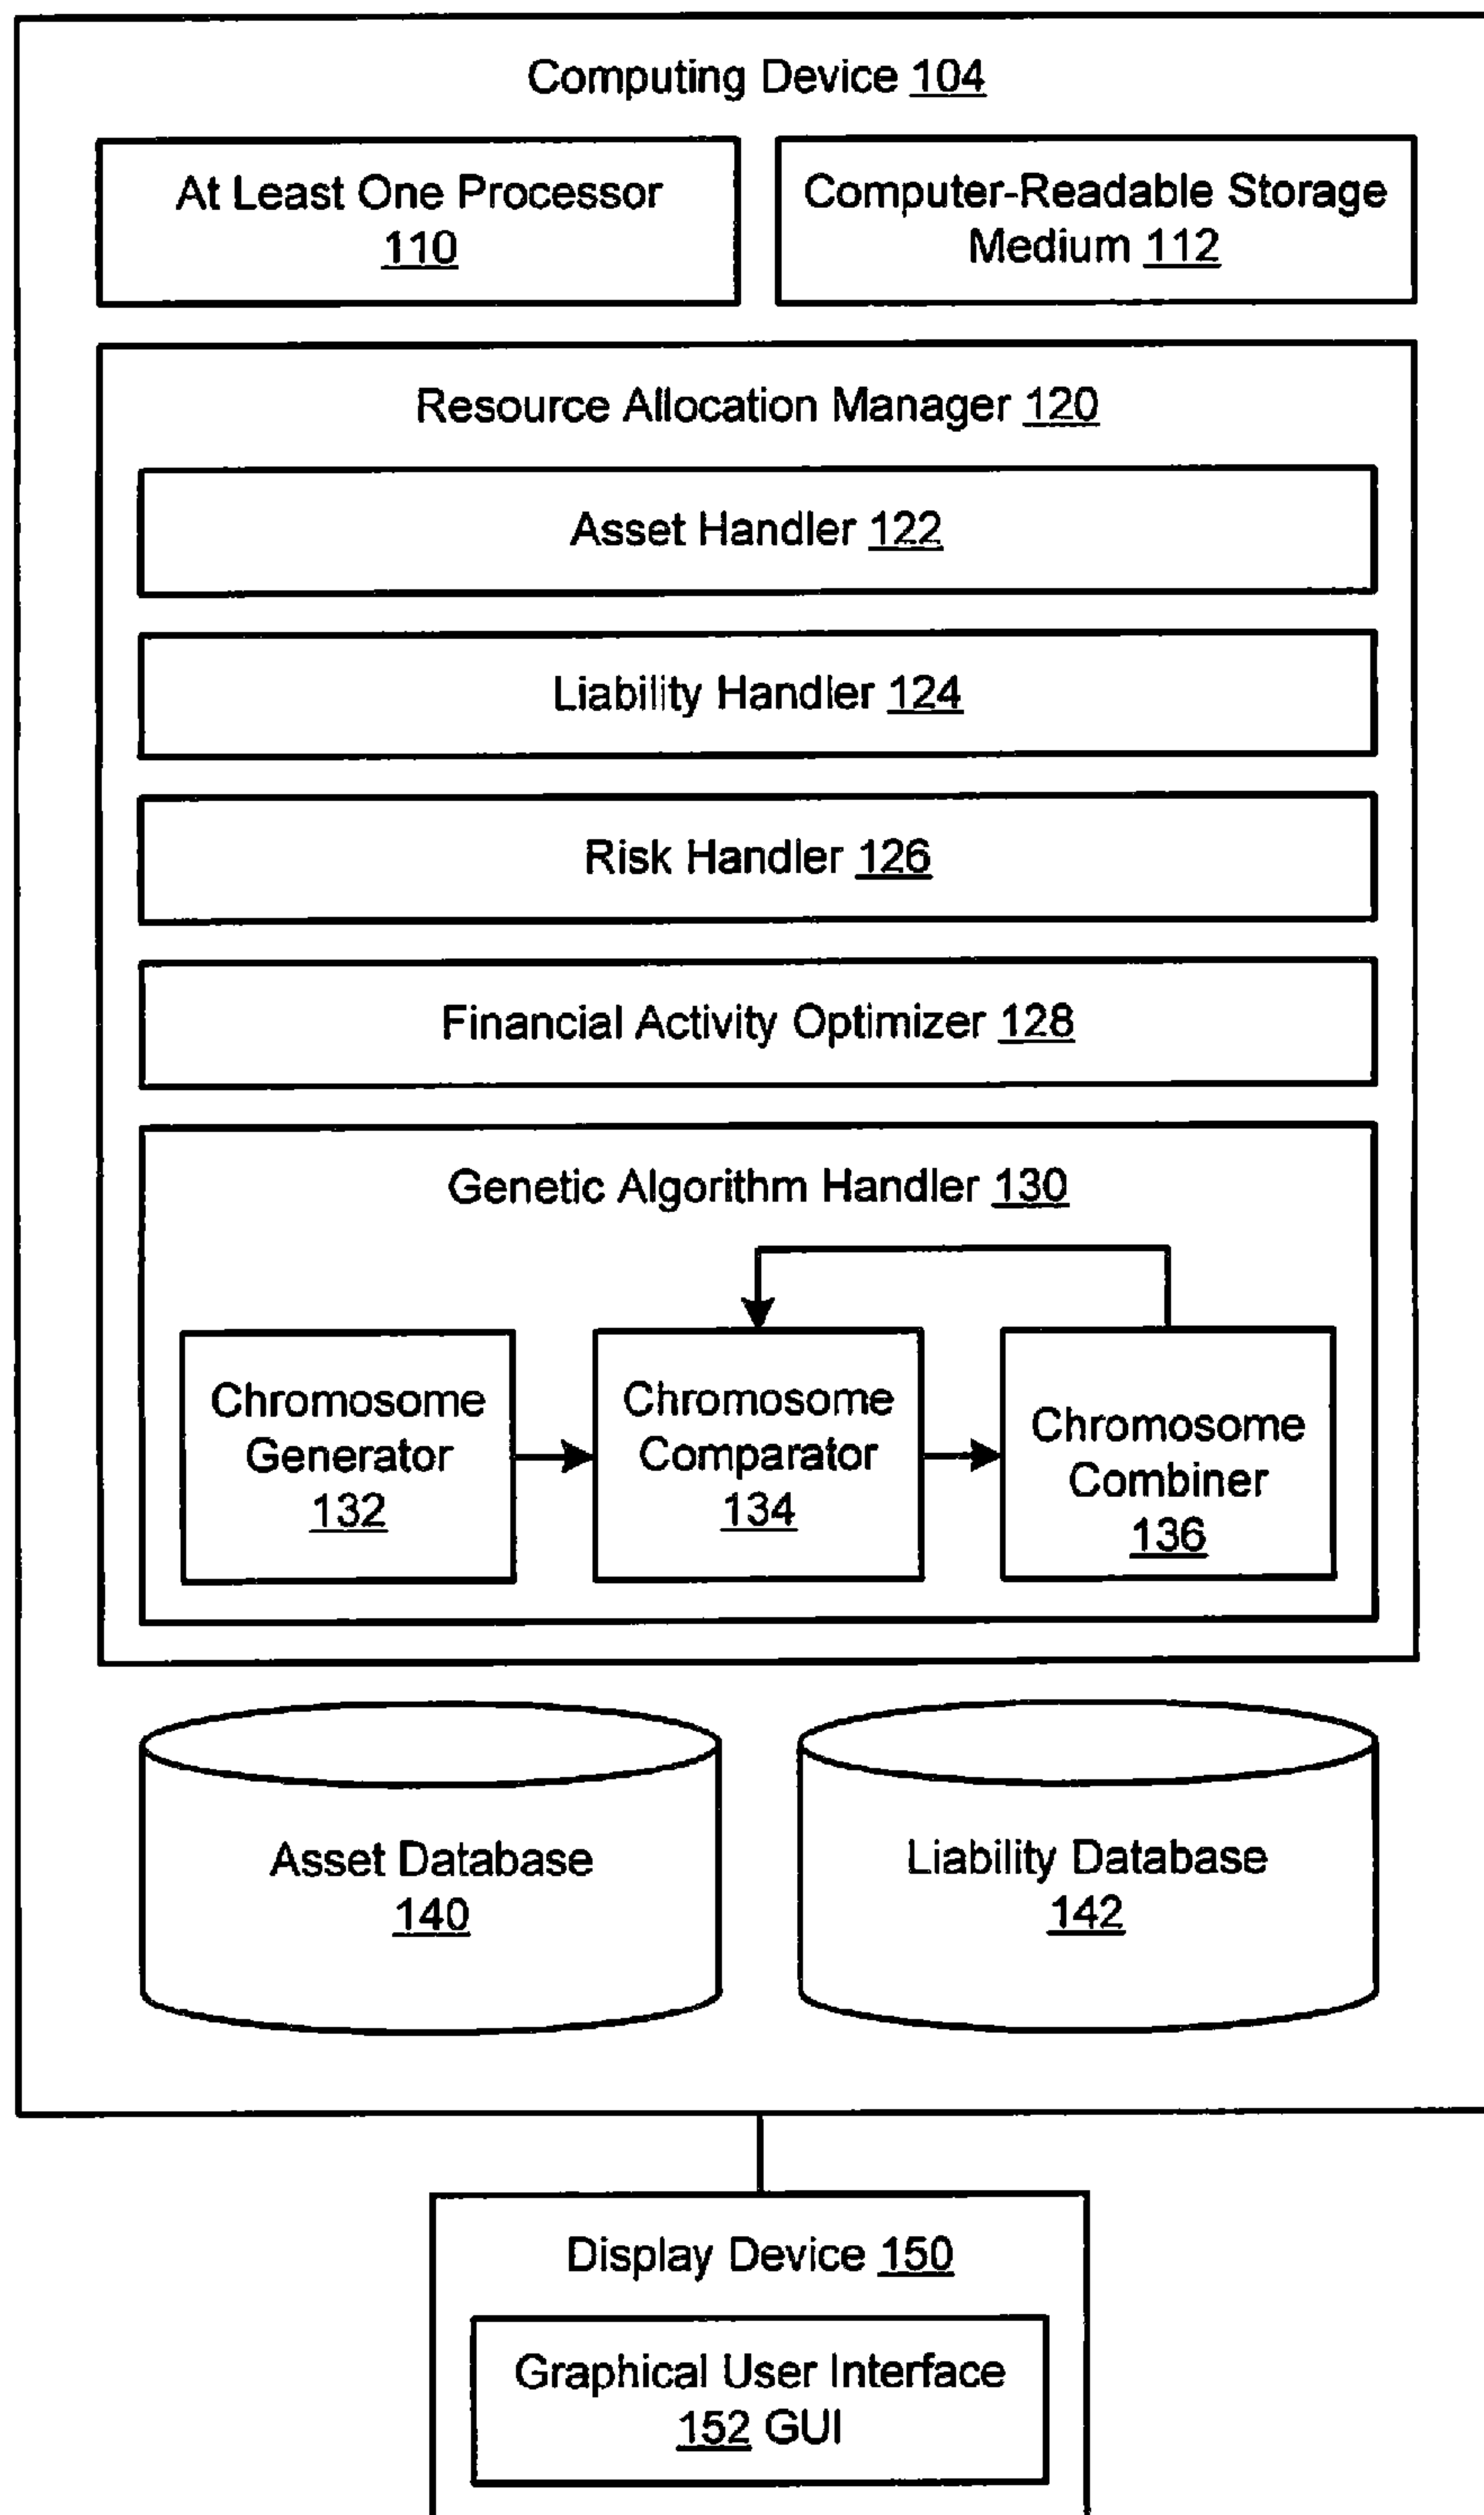 Computing Device 104
At Least One Processor
110
Computer-Readable Storage
Medium 112
Resource Allocation Manager 120
Asset Handler 122
Liability Handler 124
Risk Handler 126
Financial Activity Optimizer 128
Genetic Algorithm Handler 130
Chromosome
Generator
132
Chromosome
Comparator
134
Chromosome
Combiner
136
Asset Database
140
Liability Database
142
Display Device 150
Graphical User Interface
152 GUI